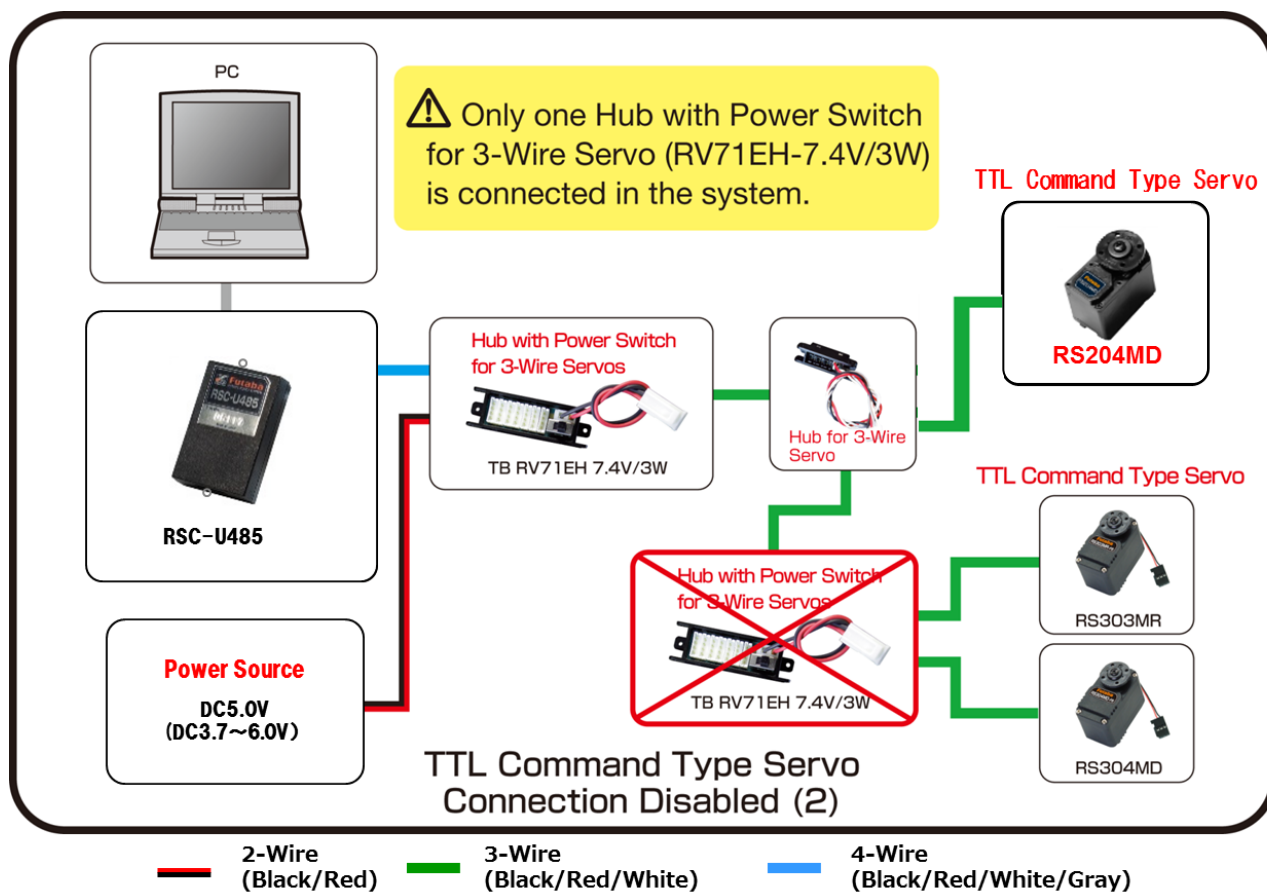 PC
⚠ Only one Hub with Power Switch
for 3-Wire Servo (RV71EH-7.4V/3W)
is connected in the system.
TTL Command Type Servo
RS204MD
Futaba
RSC-U485
RSC-U485
Hub with Power Switch
for 3-Wire Servos
TB RV71EH 7.4V/3W
Hub for 3-Wire
Servo
TTL Command Type Servo
RS303MR
RS304MD
Hub with Power Switch
for 3-Wire Servos
TB RV71EH 7.4V/3W
Power Source
DC5.0V
(DC3.7～6.0V)
TTL Command Type Servo
Connection Disabled (2)
2-Wire
(Black/Red)
3-Wire
(Black/Red/White)
4-Wire
(Black/Red/White/Gray)